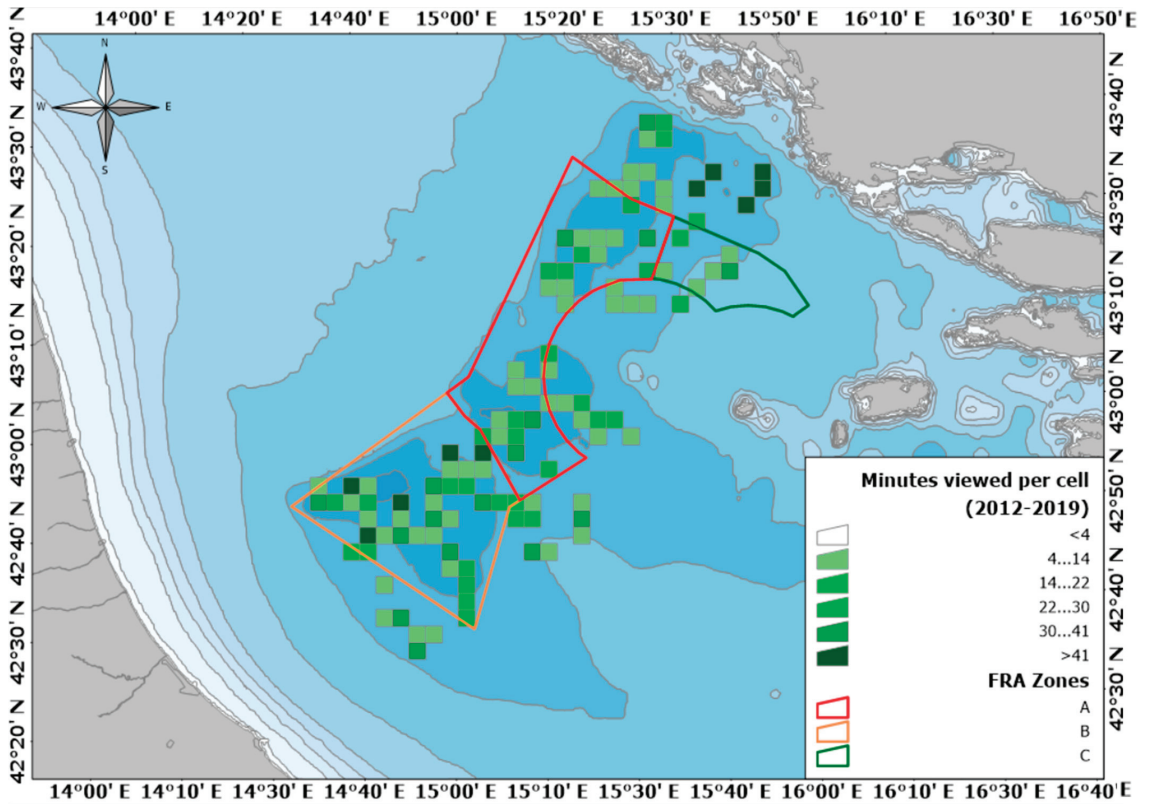 14°00' E 14°20' E 14°40' E 15°00' E 15°20' E 15°30' E 15°50' E 16°10' E 16°30' E 16°50' E
43°40' N
43°30' N
43°20' N
43°10' N
43°00' N
42°40' N
42°30' N
42°20' N
N
W
E
S
43°40' N
43°30' N
43°10' N
43°00' N
42°50' N
42°40' N
42°30' N
Minutes viewed per cell
(2012-2019)
<4
4...14
14...22
22...30
30...41
>41
FRA Zones
A
B
C
14°00' E 14°10' E 14°30' E 14°40' E 15°00' E 15°10' E 15°30' E 15°40' E 16°00' E 16°10' E 16°30' E 16°40' E